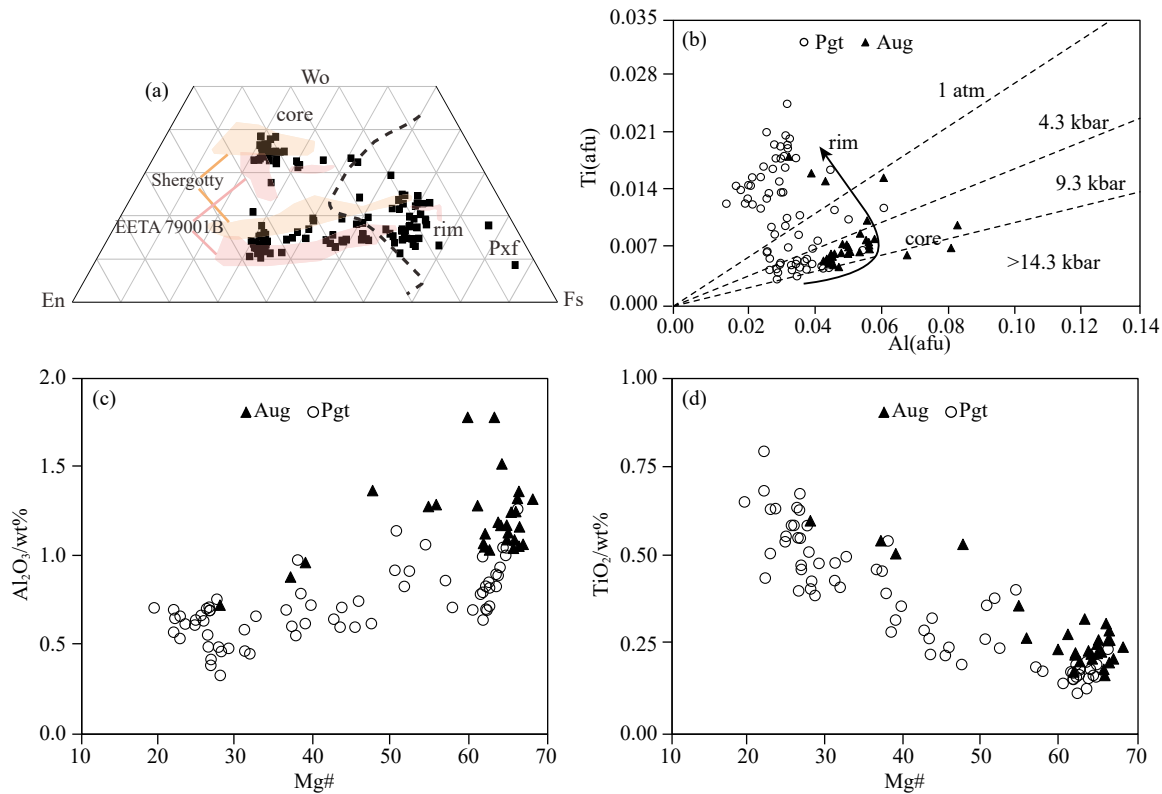 (a)
Wo
core
Shergotty
EETA 79001B
rim
Pxf
En
Fs
(b)
Pgt
Aug
0.035
0.028
0.021
0.014
0.007
0.000
Ti(afu)
1 atm
4.3 kbar
9.3 kbar
>14.3 kbar
rim
core
0.00
0.02
0.04
0.06
0.08
0.10
0.12
0.14
Al(afu)
(c)
Aug
Pgt
2.0
1.5
1.0
0.5
0.0
Al₂O₃/wt%
10
20
30
40
50
60
70
Mg#
(d)
Aug
Pgt
1.00
0.75
0.50
0.25
0.00
TiO₂/wt%
10
20
30
40
50
60
70
Mg#